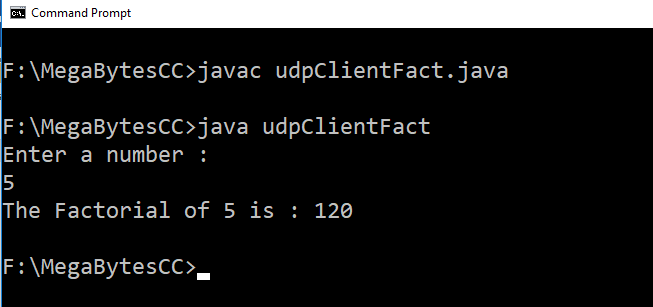 Command Prompt
F:\MegaBytesCC>javac udpClientFact.java
F:\MegaBytesCC>java udpClientFact
Enter a number :
5
The Factorial of 5 is : 120
F:\MegaBytesCC>